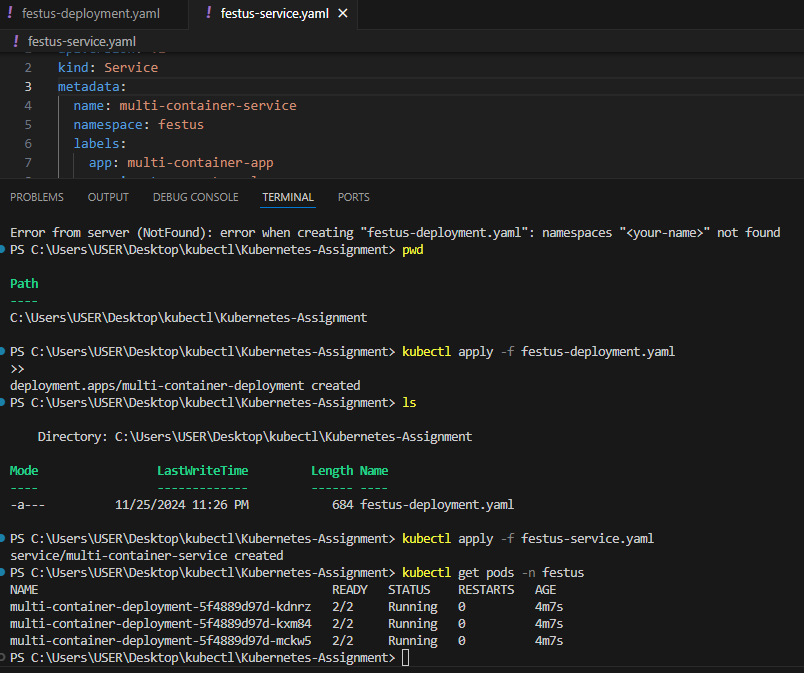 ! festus-deployment.yaml
! festus-service.yaml ×
! festus-service.yaml
2 kind: Service
3 metadata:
4 name: multi-container-service
5 namespace: festus
6 labels:
7 app: multi-container-app
PROBLEMS OUTPUT DEBUG CONSOLE TERMINAL PORTS
Error from server (NotFound): error when creating "festus-deployment.yaml": namespaces "<your-name>" not found
PS C:\Users\USER\Desktop\kubectl\Kubernetes-Assignment> pwd
Path
----
C:\Users\USER\Desktop\kubectl\Kubernetes-Assignment
PS C:\Users\USER\Desktop\kubectl\Kubernetes-Assignment> kubectl apply -f festus-deployment.yaml
>>
deployment.apps/multi-container-deployment created
PS C:\Users\USER\Desktop\kubectl\Kubernetes-Assignment> ls
Directory: C:\Users\USER\Desktop\kubectl\Kubernetes-Assignment
Mode LastWriteTime Length Name
---- ------------- ------ ----
-a--- 11/25/2024 11:26 PM 684 festus-deployment.yaml
PS C:\Users\USER\Desktop\kubectl\Kubernetes-Assignment> kubectl apply -f festus-service.yaml
service/multi-container-service created
PS C:\Users\USER\Desktop\kubectl\Kubernetes-Assignment> kubectl get pods -n festus
NAME READY STATUS RESTARTS AGE
multi-container-deployment-5f4889d97d-kdnrz 2/2 Running 0 4m7s
multi-container-deployment-5f4889d97d-kxm84 2/2 Running 0 4m7s
multi-container-deployment-5f4889d97d-mckw5 2/2 Running 0 4m7s
PS C:\Users\USER\Desktop\kubectl\Kubernetes-Assignment>